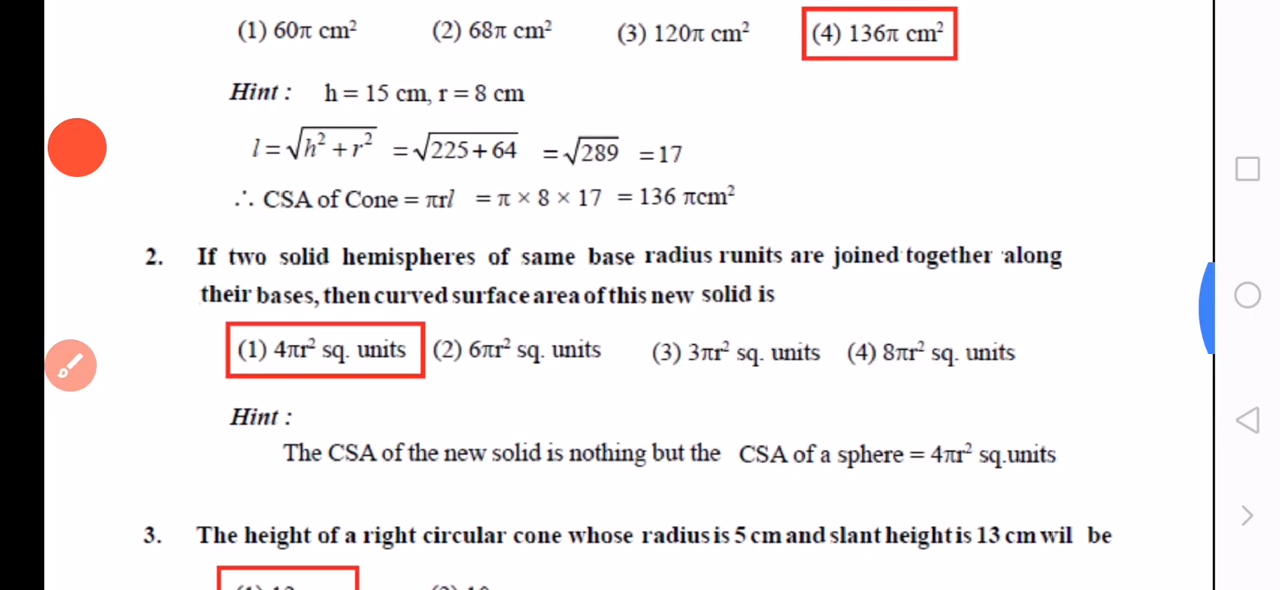 (1) 60π cm² (2) 68π cm² (3) 120π cm² (4) 136π cm²
Hint : h = 15 cm, r = 8 cm
l = √h² + r² = √225 + 64 = √289 = 17
∴ CSA of Cone = πrl = π × 8 × 17 = 136 πcm²
2. If two solid hemispheres of same base radius runits are joined together along
their bases, then curved surface area of this new solid is
(1) 4πr² sq. units (2) 6πr² sq. units (3) 3πr² sq. units (4) 8πr² sq. units
Hint :
The CSA of the new solid is nothing but the CSA of a sphere = 4πr² sq.units
3. The height of a right circular cone whose radius is 5 cm and slant height is 13 cm wil be